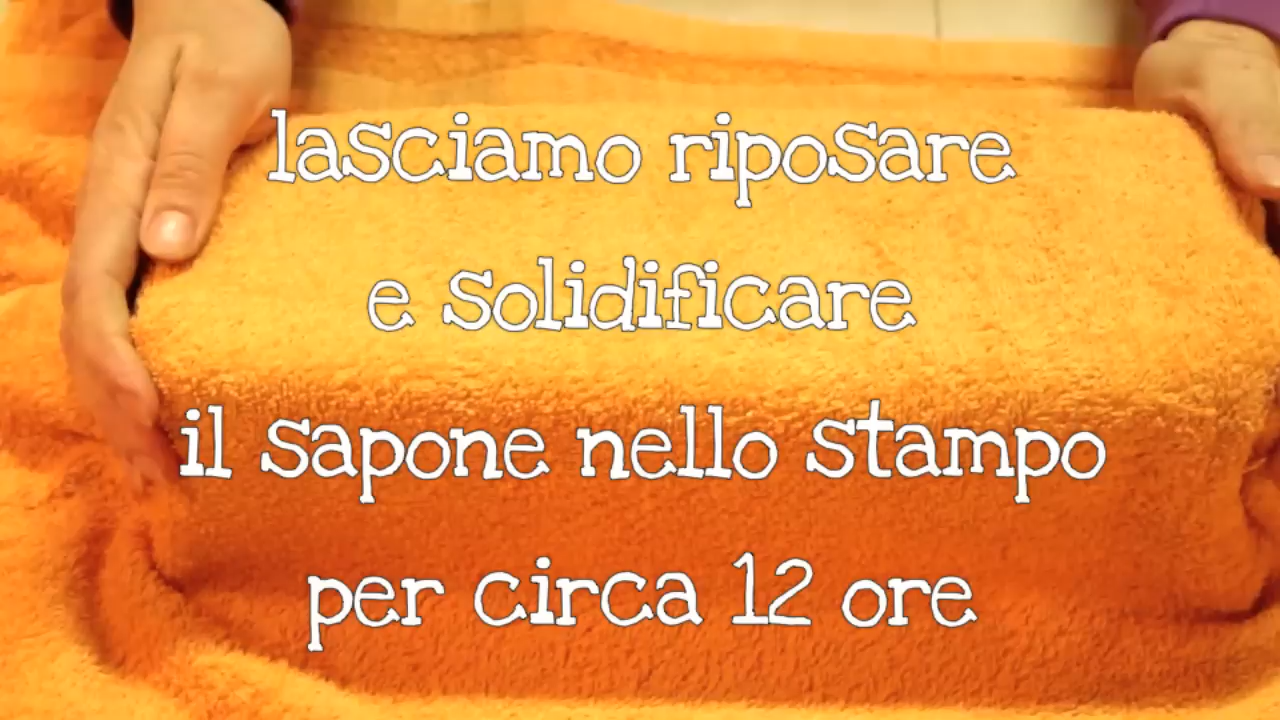 lasciamo riposare
e solidificare
il sapone nello stampo
per circa 12 ore